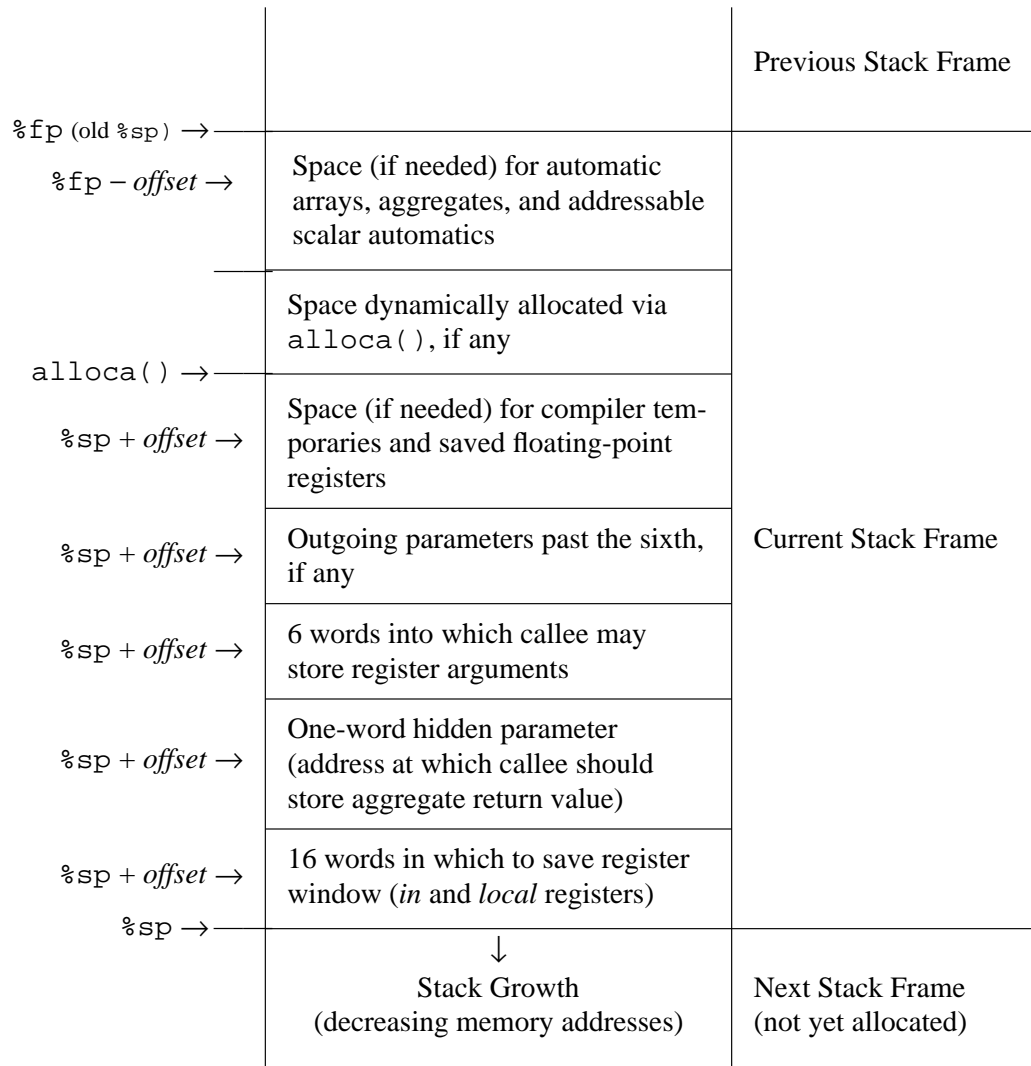 Previous Stack Frame
%fp (old %sp) →
%fp − offset →
Space (if needed) for automatic
arrays, aggregates, and addressable
scalar automatics
Space dynamically allocated via
alloca(), if any
alloca() →
Space (if needed) for compiler tem-
poraries and saved floating-point
registers
%sp + offset →
Outgoing parameters past the sixth,
if any
%sp + offset →
Current Stack Frame
6 words into which callee may
store register arguments
%sp + offset →
One-word hidden parameter
(address at which callee should
store aggregate return value)
%sp + offset →
16 words in which to save register
window (in and local registers)
%sp + offset →
%sp →
↓
Stack Growth
(decreasing memory addresses)
Next Stack Frame
(not yet allocated)